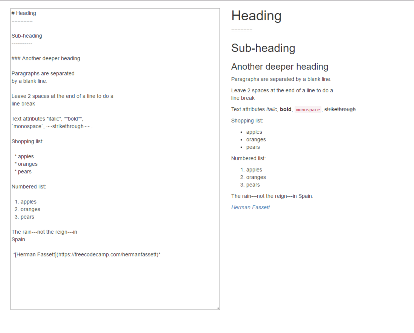 # Heading
-----------
Sub-heading
-----------
### Another deeper heading
Paragraphs are separated
by a blank line.
Leave 2 spaces at the end of a line to do a
line break
Text attributes *italic*, **bold**,
`monospace`, ~~strikethrough~~
Shopping list:
* apples
* oranges
* pears
Numbered list:
1. apples
2. oranges
3. pears
The rain---not the reign---in
Spain.
*[Herman Fassett](https://freecodecamp.com/hermanfassett)*
Heading
-----------
Sub-heading
Another deeper heading
Paragraphs are separated by a blank line.
Leave 2 spaces at the end of a line to do a
line break
Text attributes italic, bold, monospace, strikethrough
Shopping list:
• apples
• oranges
• pears
Numbered list:
1. apples
2. oranges
3. pears
The rain---not the reign---in Spain.
Herman Fassett